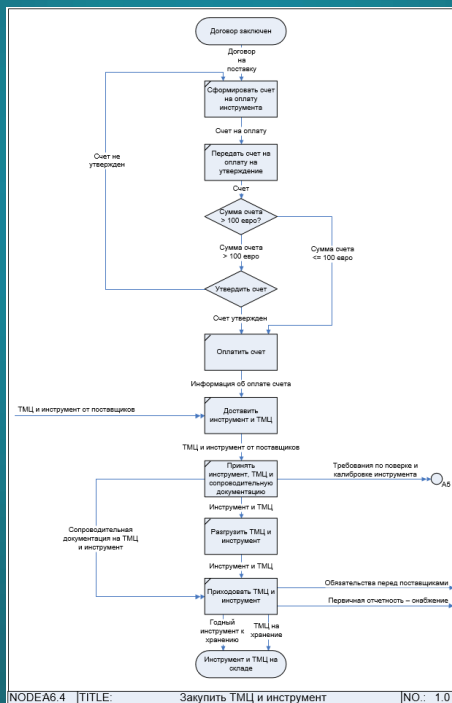 Договор заключен
Договор
на
поставку
Сформировать счет
на оплату
инструмента
Счет на оплату
Счет не
утвержден
Передать счет на
оплату на
утверждение
Счет
Сумма счета
> 100 евро?
Сумма счета
> 100 евро
Сумма счета
<= 100 евро
Утвердить счет
Счет утвержден
Оплатить счет
Информация об оплате счета
ТМЦ и инструмент от поставщиков
Доставить
инструмент и ТМЦ
ТМЦ и инструмент от поставщиков
Принять
инструмент, ТМЦ и
сопроводительную
документацию
Требования по поверке и
калибровке инструмента
А5
Инструмент и ТМЦ
Сопроводительная
документация на ТМЦ
и инструмент
Разгрузить ТМЦ и
инструмент
Инструмент и ТМЦ
Обязательства перед поставщиками
Приходовать ТМЦ и
инструмент
Первичная отчетность – снабжение
Годный
инструмент к
хранению
ТМЦ на
хранение
Инструмент и ТМЦ на
складе
NODEA6.4 TITLE: Закупить ТМЦ и инструмент NO.: 1.0